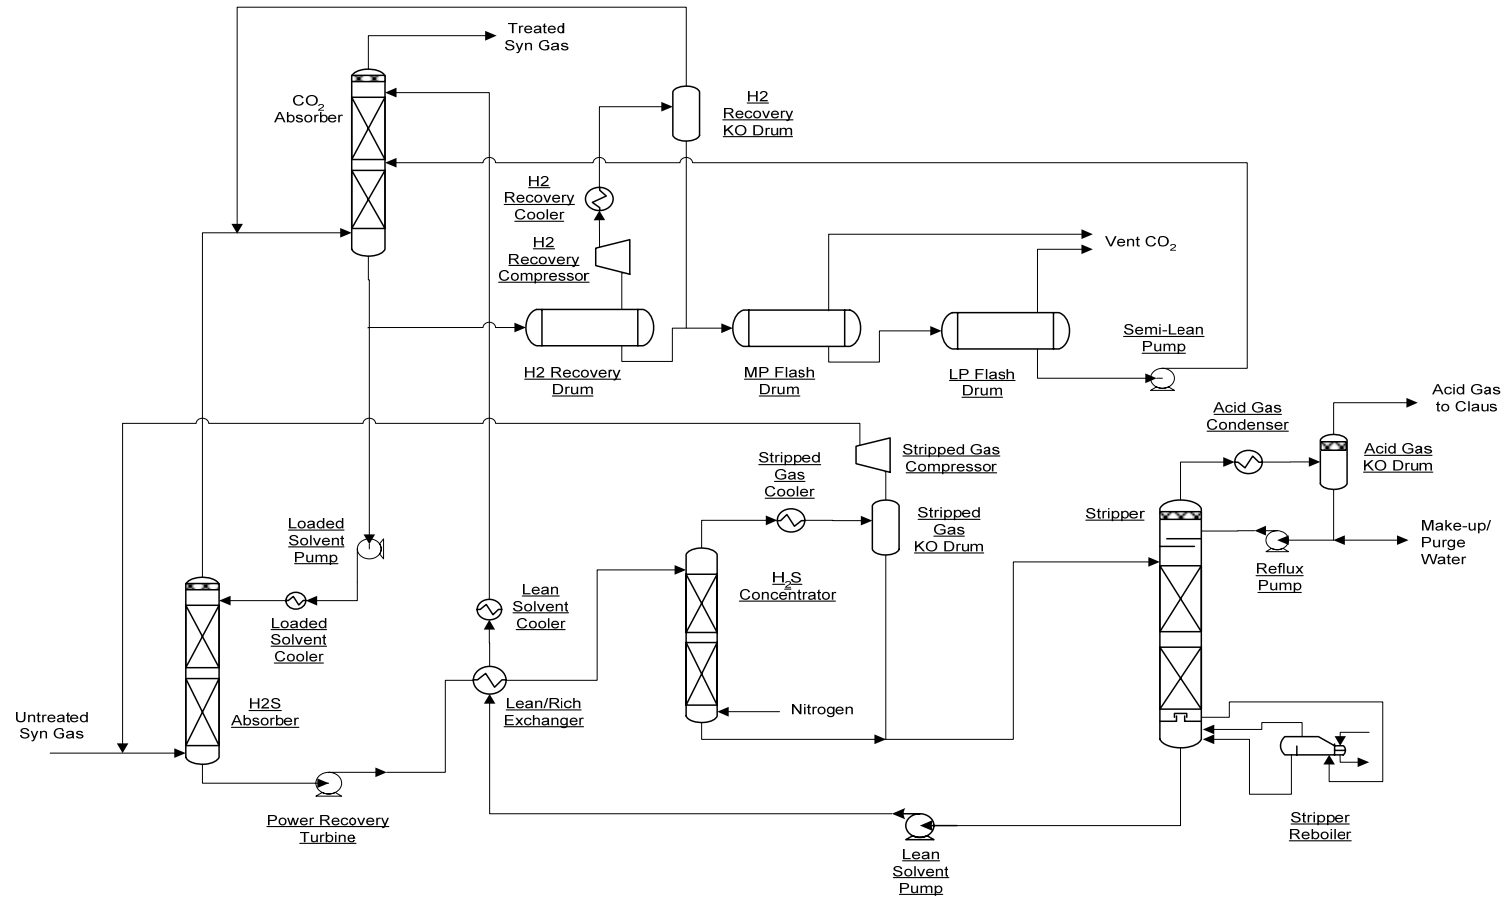 Treated
Syn Gas
CO2
Absorber
H2
Recovery
KO Drum
H2
Recovery
Cooler
H2
Recovery
Compressor
Vent CO2
H2 Recovery
Drum
MP Flash
Drum
LP Flash
Drum
Semi-Lean
Pump
Acid Gas
to Claus
Acid Gas
Condenser
Acid Gas
KO Drum
Stripped Gas
Compressor
Stripped
Gas
Cooler
Stripped
Gas
KO Drum
Stripper
Make-up/
Purge
Water
Reflux
Pump
Loaded
Solvent
Pump
Loaded
Solvent
Cooler
Lean
Solvent
Cooler
H2S
Concentrator
H2S
Absorber
Lean/Rich
Exchanger
Nitrogen
Untreated
Syn Gas
Power Recovery
Turbine
Stripper
Reboiler
Lean
Solvent
Pump